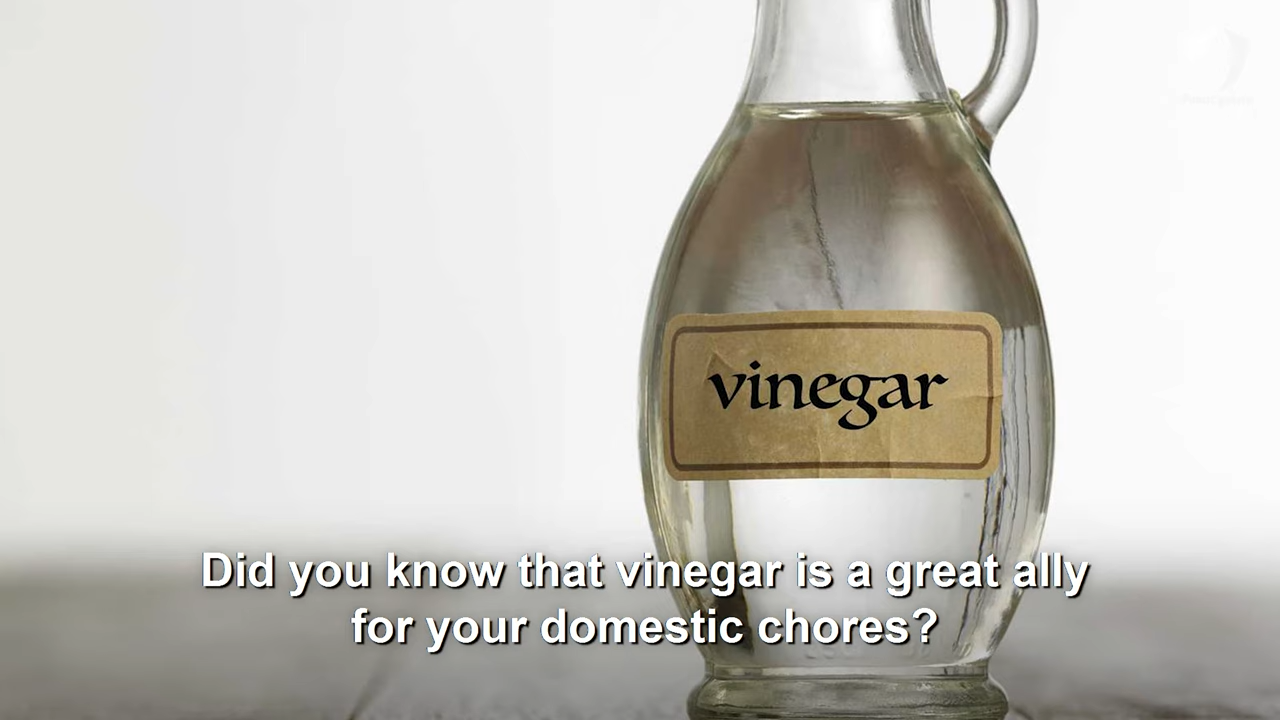 vinegar
Did you know that vinegar is a great ally
for your domestic chores?